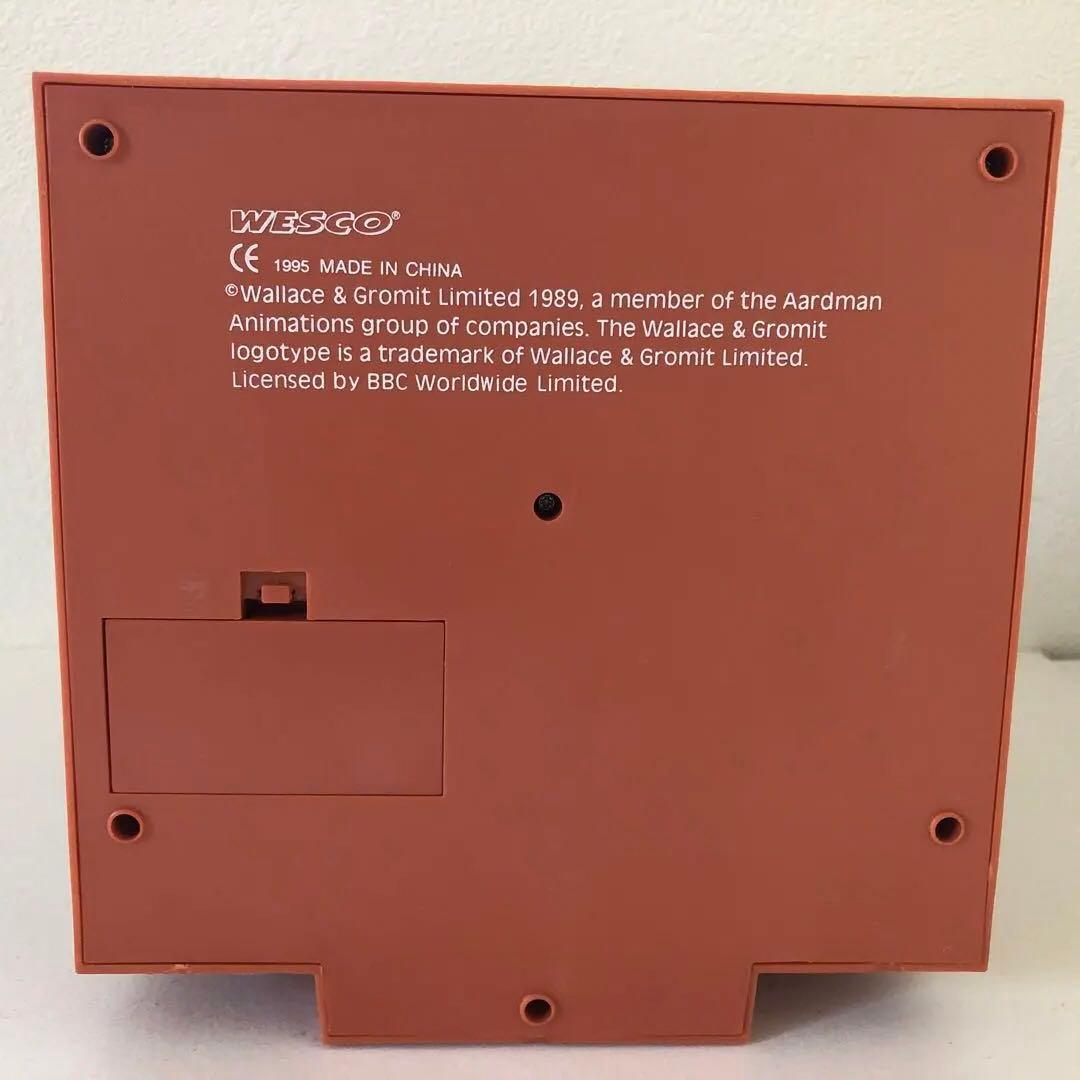 WESCO®
CE 1995 MADE IN CHINA
©Wallace & Gromit Limited 1989, a member of the Aardman
Animations group of companies. The Wallace & Gromit
logotype is a trademark of Wallace & Gromit Limited.
Licensed by BBC Worldwide Limited.